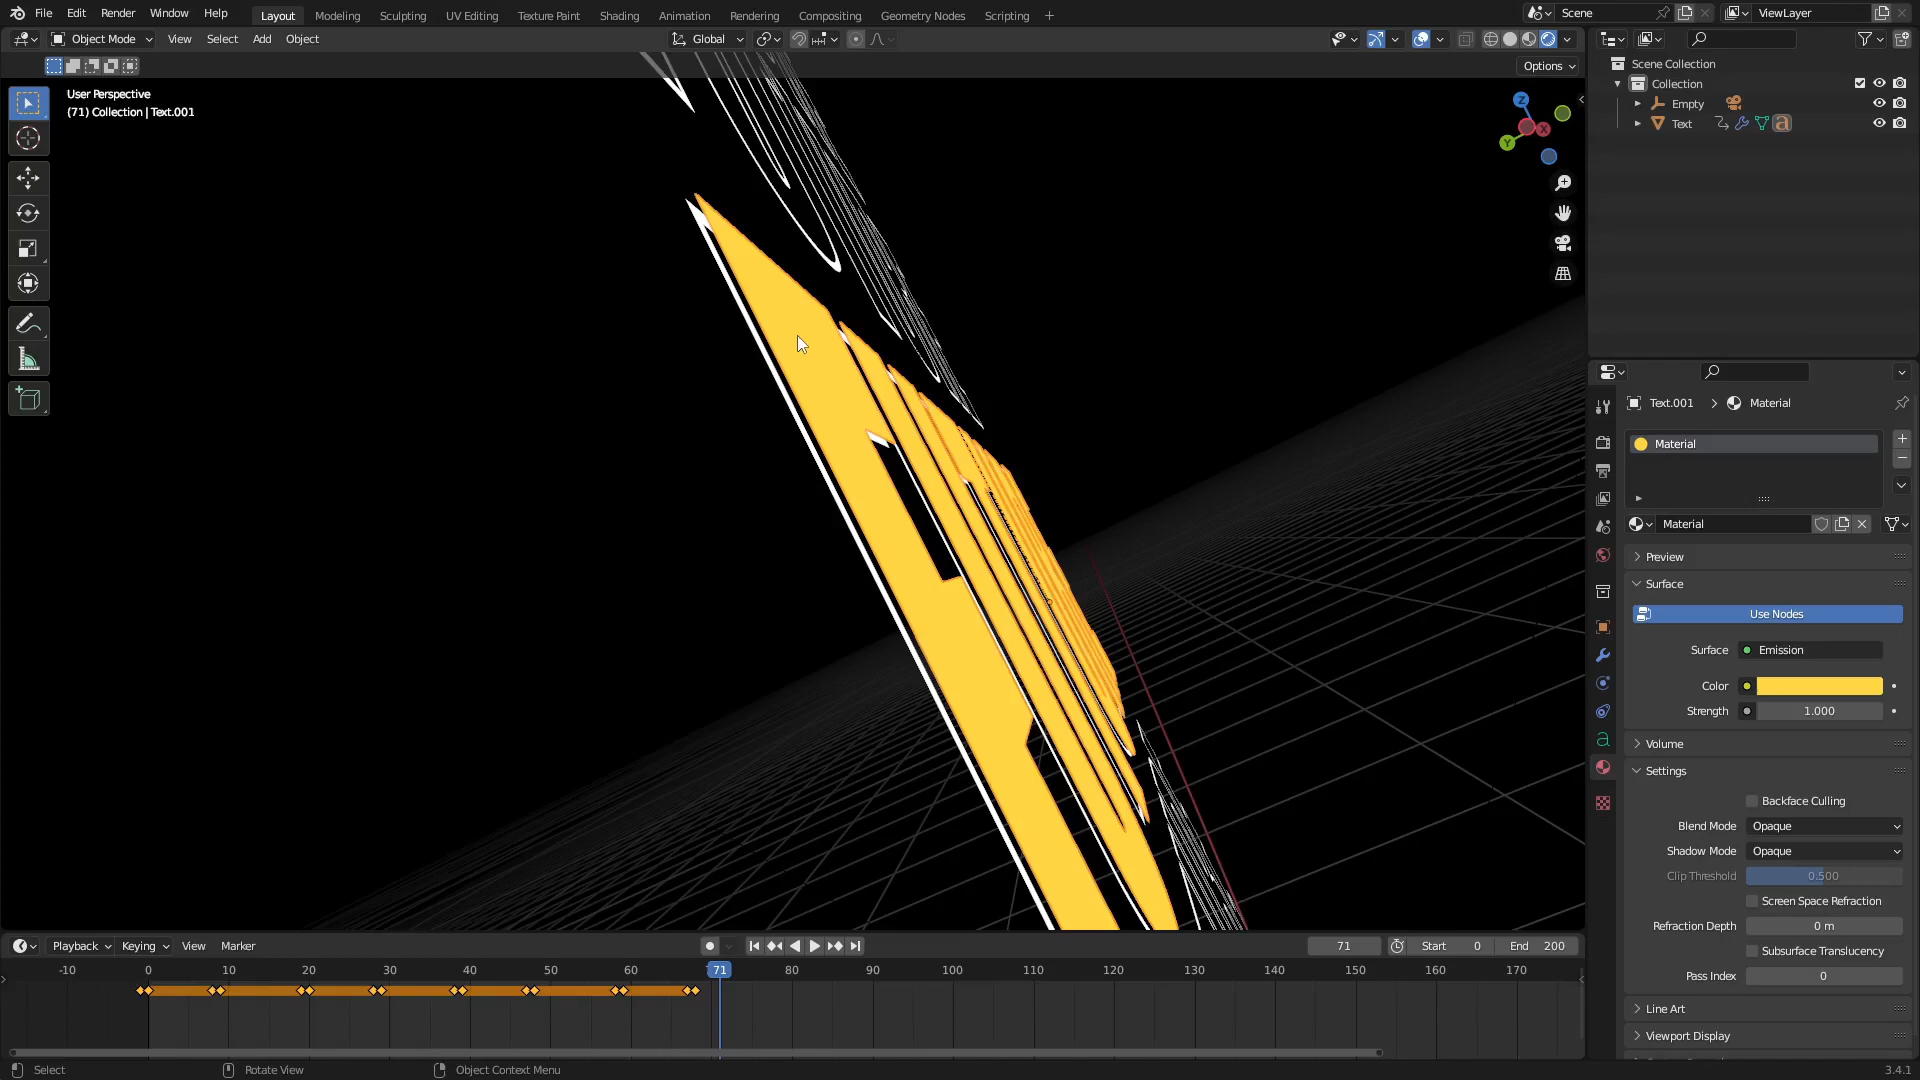 File Edit Render Window Help
Layout Modeling Sculpting UV Editing Texture Paint Shading Animation Rendering Compositing Geometry Nodes Scripting +
Scene
ViewLayer
Object Mode View Select Add Object
Global
Options
User Perspective
(71) Collection | Text.001
Z
X
Y
Scene Collection
Collection
Empty
Text
Text.001 > Material
Material
Material
Preview
Surface
Use Nodes
Surface Emission
Color
Strength 1.000
Volume
Settings
Backface Culling
Blend Mode Opaque
Shadow Mode Opaque
Clip Threshold 0.500
Screen Space Refraction
Refraction Depth 0 m
Subsurface Translucency
Pass Index 0
Line Art
Viewport Display
Playback Keying View Marker
71 Start 0 End 200
-10 0 10 20 30 40 50 60 71 80 90 100 110 120 130 140 150 160 170
Select Rotate View Object Context Menu 3.4.1